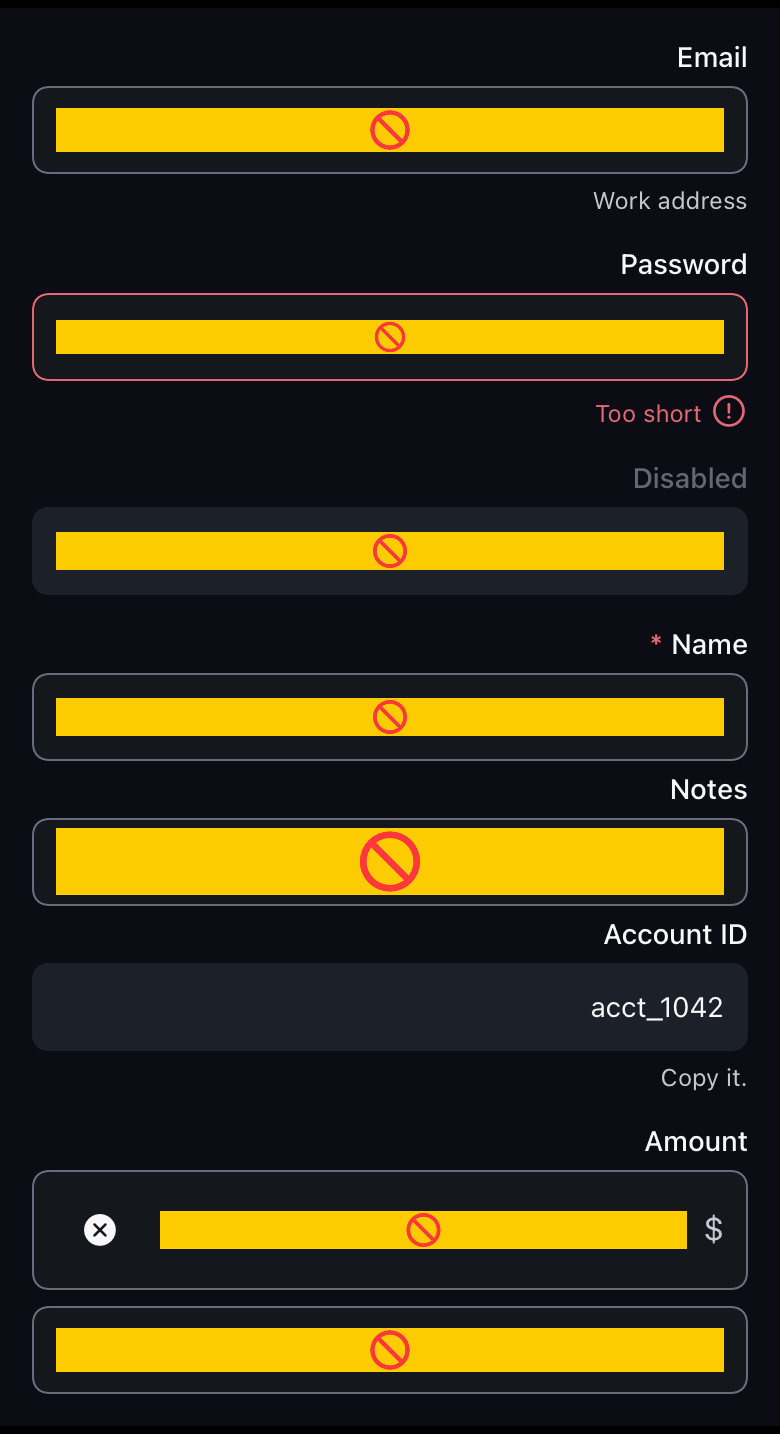 Email
Work address
Password
Too short
Disabled
* Name
Notes
Account ID
acct_1042
Copy it.
Amount
$